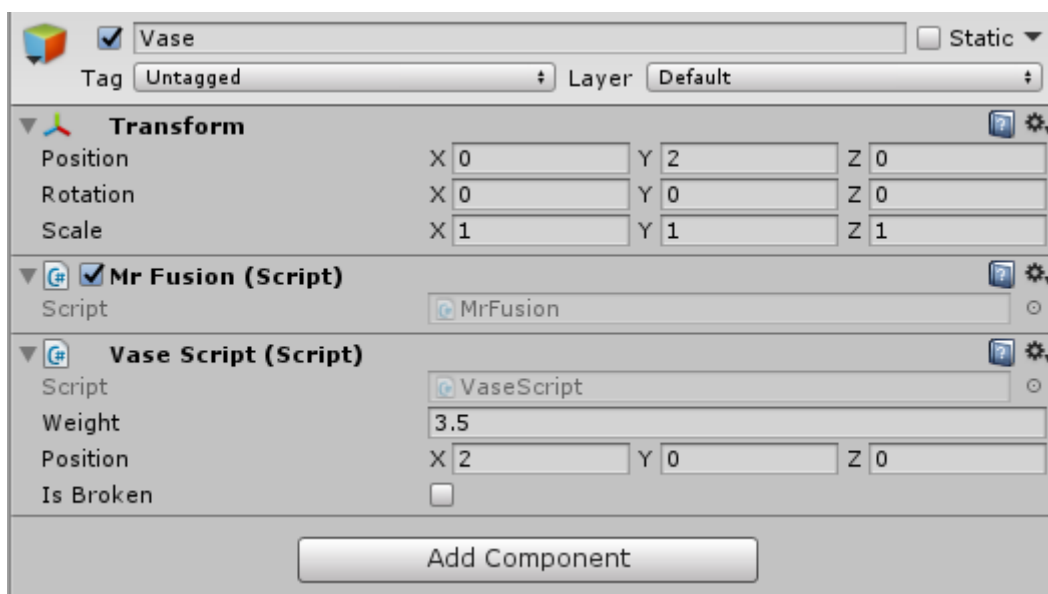 Vase Static
Tag Untagged Layer Default
Transform
Position X 0 Y 2 Z 0
Rotation X 0 Y 0 Z 0
Scale X 1 Y 1 Z 1
C# Mr Fusion (Script)
Script MrFusion
C# Vase Script (Script)
Script VaseScript
Weight 3.5
Position X 2 Y 0 Z 0
Is Broken
Add Component